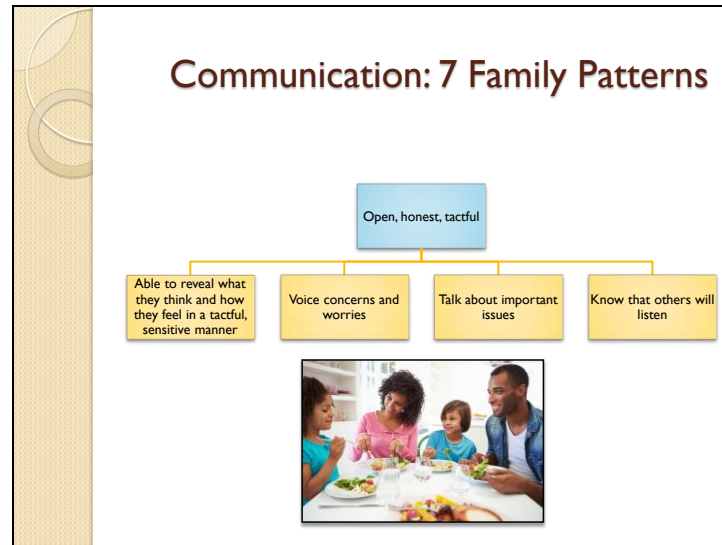 Communication: 7 Family Patterns
Open, honest, tactful
Able to reveal what
they think and how
they feel in a tactful,
sensitive manner
Voice concerns and
worries
Talk about important
issues
Know that others will
listen